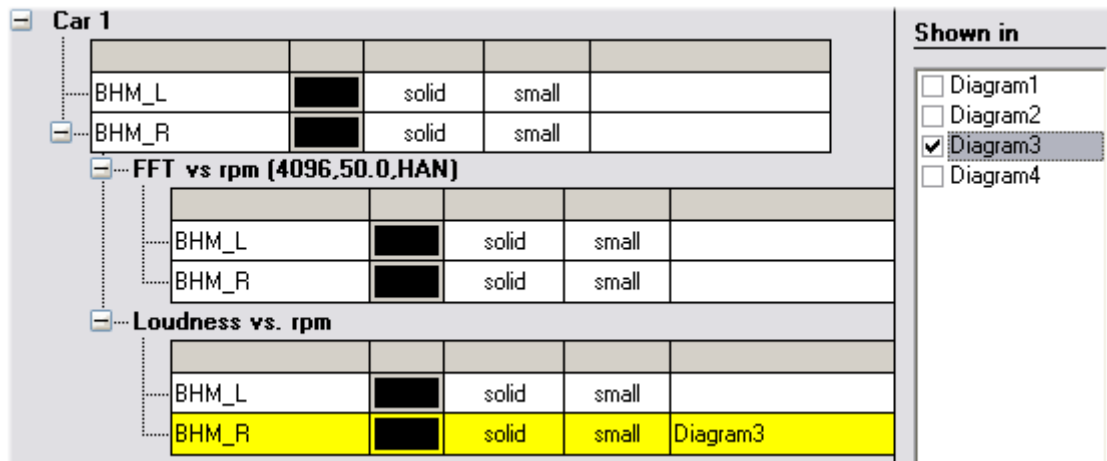 Car 1
BHM_L solid small
BHM_R solid small
FFT vs rpm (4096,50.0,HAN)
BHM_L solid small
BHM_R solid small
Loudness vs. rpm
BHM_L solid small
BHM_R solid small Diagram3
Shown in
Diagram1
Diagram2
Diagram3
Diagram4